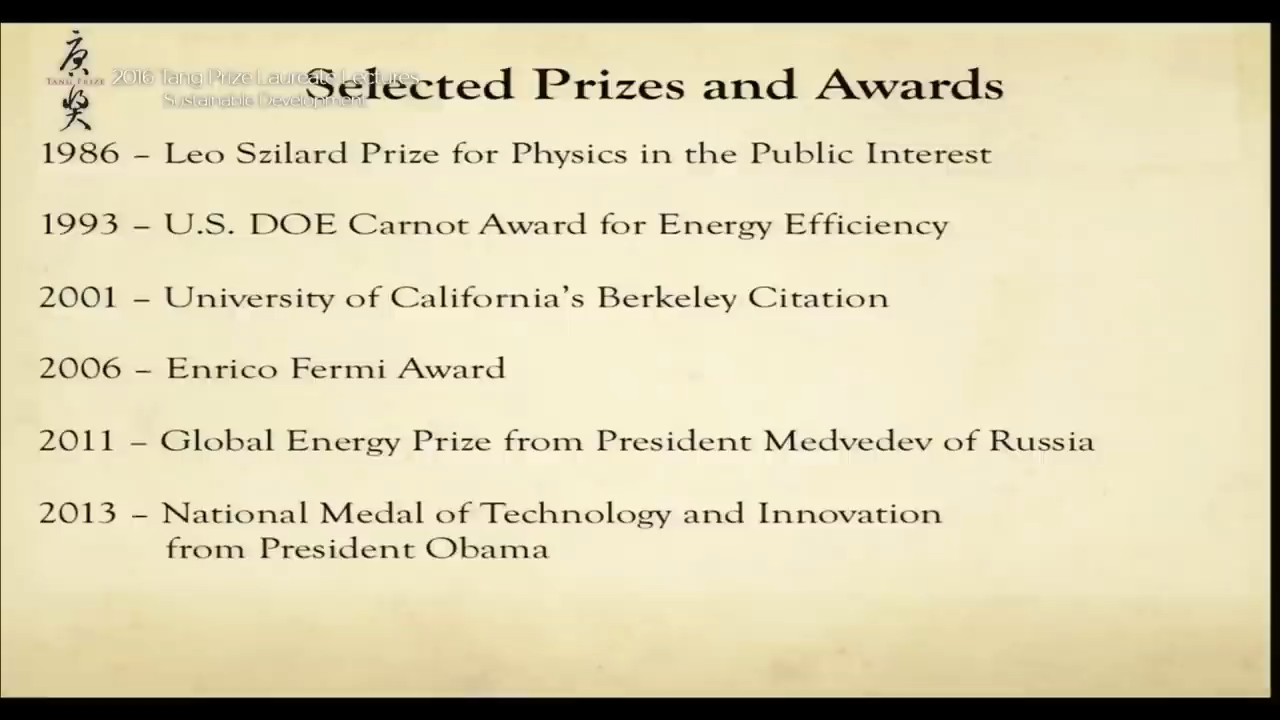 唐
TANG PRIZE
獎
2016 Tang Prize Laureate Lectures
Sustainable Development
Selected Prizes and Awards
1986 – Leo Szilard Prize for Physics in the Public Interest
1993 – U.S. DOE Carnot Award for Energy Efficiency
2001 – University of California's Berkeley Citation
2006 – Enrico Fermi Award
2011 – Global Energy Prize from President Medvedev of Russia
2013 – National Medal of Technology and Innovation
from President Obama